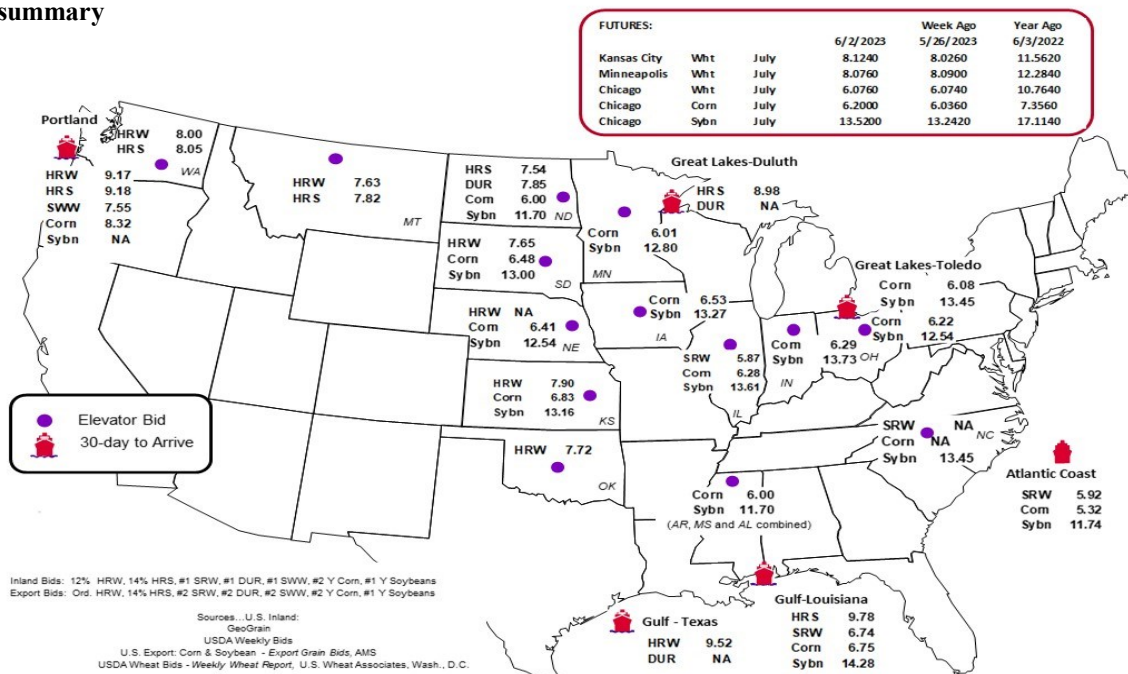 summary
FUTURES: Week Ago Year Ago
6/2/2023 5/26/2023 6/3/2022
Kansas City Wht July 8.1240 8.0260 11.5620
Minneapolis Wht July 8.0760 8.0900 12.2840
Chicago Wht July 6.0760 6.0740 10.7640
Chicago Corn July 6.2000 6.0360 7.3560
Chicago Sybn July 13.5200 13.2420 17.1140
Portland
HRW 9.17
HRS 9.18
SWW 7.55
Corn 8.32
Sybn NA
HRW 8.00
HRS 8.05
WA
HRW 7.63
HRS 7.82
MT
HRS 7.54
DUR 7.85
Corn 6.00
Sybn 11.70 ND
HRW 7.65
Corn 6.48
Sybn 13.00
SD
HRW NA
Corn 6.41
Sybn 12.54 NE
HRW 7.90
Corn 6.83
Sybn 13.16
KS
HRW 7.72
OK
Great Lakes-Duluth
HRS 8.98
DUR NA
Corn 6.01
Sybn 12.80
MN
Corn 6.53
Sybn 13.27
IA
SRW 5.87
Corn 6.28
Sybn 13.61
IL
Great Lakes-Toledo
Corn 6.08
Sybn 13.45
Corn 6.22
Sybn 12.54
OH
Corn 6.29
Sybn 13.73
IN
SRW NA
Corn NA
Sybn 13.45
NC
Atlantic Coast
SRW 5.92
Corn 5.32
Sybn 11.74
Corn 6.00
Sybn 11.70
(AR, MS and AL combined)
Gulf - Texas
HRW 9.52
DUR NA
Gulf-Louisiana
HRS 9.78
SRW 6.74
Corn 6.75
Sybn 14.28
Elevator Bid
30-day to Arrive
Inland Bids: 12% HRW, 14% HRS, #1 SRW, #1 DUR, #1 SWW, #2 Y Corn, #1 Y Soybeans
Export Bids: Ord. HRW, 14% HRS, #2 SRW, #2 DUR, #2 SWW, #2 Y Corn, #1 Y Soybeans
Sources...U.S. Inland:
GeoGrain
USDA Weekly Bids
U.S. Export: Corn & Soybean - Export Grain Bids, AMS
USDA Wheat Bids - Weekly Wheat Report, U.S. Wheat Associates, Wash., D.C.